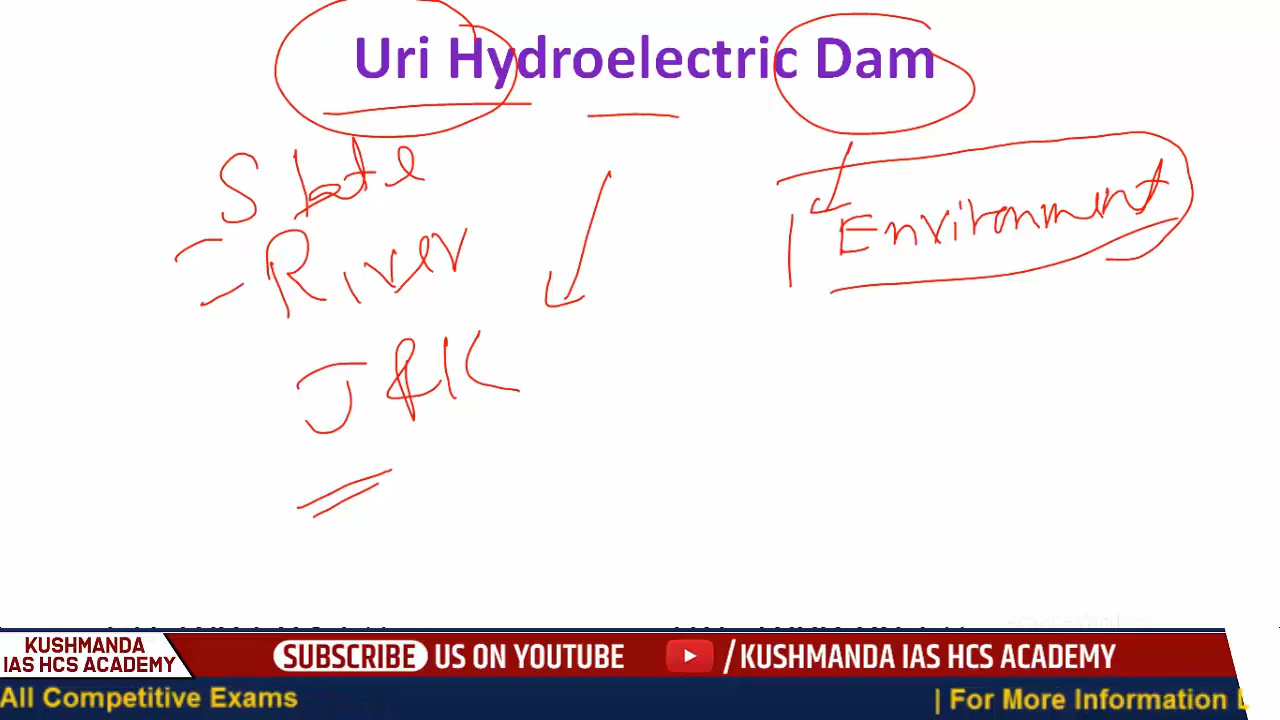 Uri Hydroelectric Dam
State
River
J&K
Environment
KUSHMANDA
IAS HCS ACADEMY
SUBSCRIBE US ON YOUTUBE
/KUSHMANDA IAS HCS ACADEMY
All Competitive Exams
| For More Information